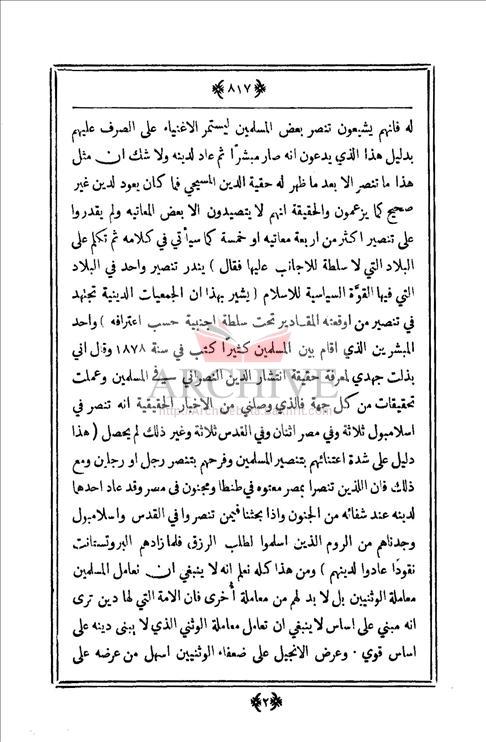 ﴿٨١٧﴾
له فانهم يشيعون تنصر بعض المسلمين ليستمر الاغنياء على الصرف عليهم
بدليل هذا الذي يدعون انه صار مبشرًا ثم عاد لدينه ولا شك ان مثل
هذا ما تنصر الا بعد ما ظهر له حقية الدين المسيحي فما كان يعود لدين غير
صحيح كما يزعمون والحقيقة انهم لا يتصيدون الا بعض المعاتيه ولم يقدروا
على تنصير اكثر من اربعة معاتيه او خمسة كما سيأتي في كلامه ثم تكلم على
البلاد التي لا سلطة للاجانب عليها فقال ) يندر تنصير واحد في البلاد
التي فيها القوَّة السياسية للاسلام ( يشير بهذا ان الجمعيات الدينية تجتهد
في تنصير من اوقعته المقادير تحت سلطة اجنبية حسب اعترافه ) واحد
المبشرين الذي اقام بين المسلمين كثيرًا كتب في سنة ١٨٧٨ وقال اني
بذلت جهدي لمعرفة حقيقة انتشار الدين النصراني في المسلمين وعملت
تحقيقات من كل جهة فالذي وصلني من الاخبار الحقيقية انه تنصر في
اسلامبول ثلاثة وفي مصر اثنان وفي القدس ثلاثة وغير ذلك لم يحصل ( هذا
دليل على شدة اعتنائهم بتنصير المسلمين وفرحهم بتنصر رجل او رجلين ومع
ذلك فان اللذين تنصرا بمصر معتوه في طنطا ومجنون في مصر وقد عاد احدها
لدينه عند شفائه من الجنون واذا بحثنا فيمن تنصروا في القدس واسلامبول
وجدناهم من الروم الذين اسلموا لطلب الرزق فلما زادهم البروتستانت
نقودًا عادوا لدينهم ) ومن هذا كله نعلم انه لا ينبغي ان نعامل المسلمين
معاملة الوثنيين بل لا بد لهم من معاملة أُخرى فان الامة التي لها دين ترى
انه مبني على اساس لا ينبغي ان تعامل معاملة الوثني الذي لا يبنى دينه على
اساس قوي . وعرض الانجيل على ضعفاء الوثنيين اسهل من عرضه على
﴿٢﴾
ARCHIVE